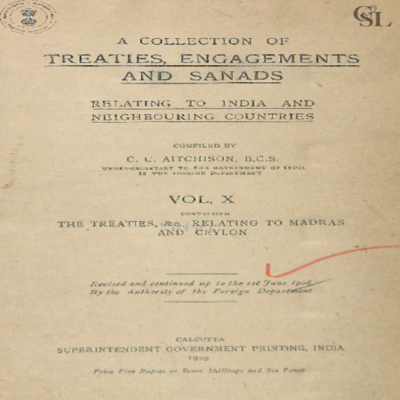 CSL
A COLLECTION OF
TREATIES, ENGAGEMENTS
AND SANADS
RELATING TO INDIA AND
NEIGHBOURING COUNTRIES
COMPILED BY
C. U. AITCHISON, B.C.S.
UNDER-SECRETARY TO THE GOVERNMENT OF INDIA
IN THE FOREIGN DEPARTMENT
VOL. X
CONTAINING
THE TREATIES, &c., RELATING TO MADRAS
AND CEYLON
Revised and continued up to the 1st June 1906
By the Authority of the Foreign Department
CALCUTTA
SUPERINTENDENT GOVERNMENT PRINTING, INDIA
1909
Price Five Rupees or Seven Shillings and Six Pence